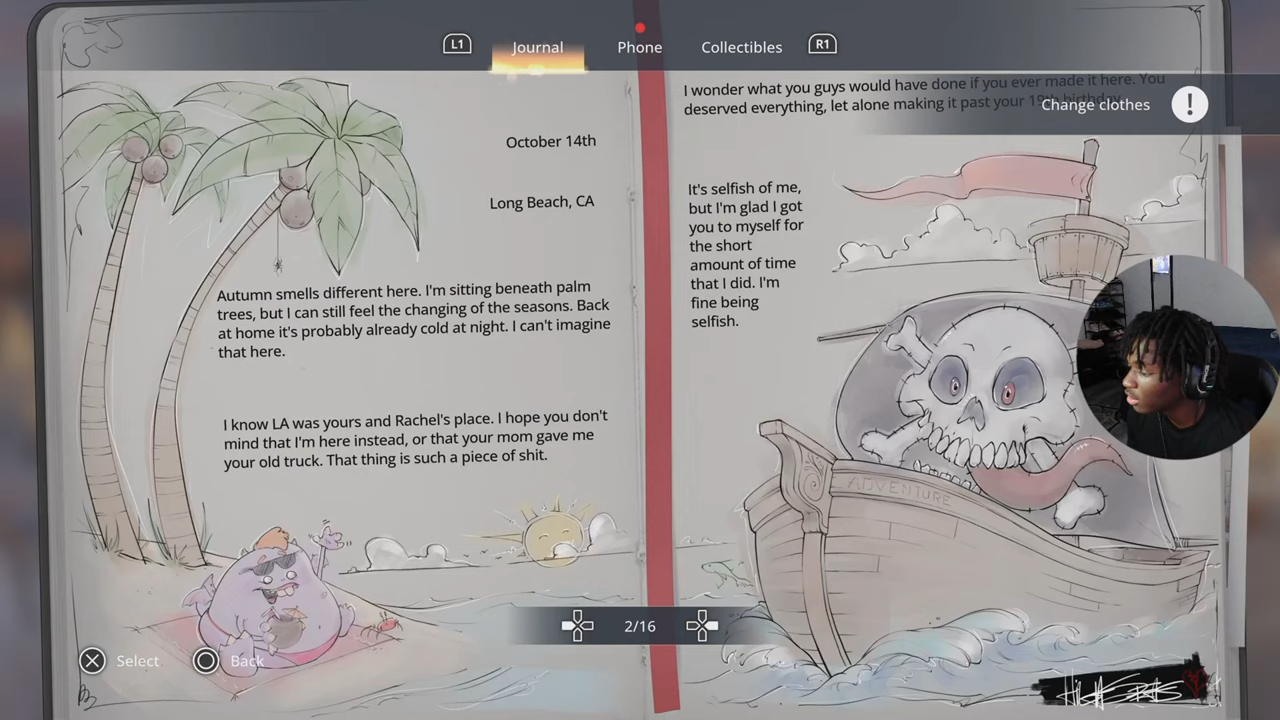 L1
Journal
Phone
Collectibles
R1
Change clothes
!
October 14th
Long Beach, CA
Autumn smells different here. I'm sitting beneath palm
trees, but I can still feel the changing of the seasons. Back
at home it's probably already cold at night. I can't imagine
that here.
I know LA was yours and Rachel's place. I hope you don't
mind that I'm here instead, or that your mom gave me
your old truck. That thing is such a piece of shit.
I wonder what you guys would have done if you ever made it here. You
deserved everything, let alone making it past your 19th birthday.
It's selfish of me,
but I'm glad I got
you to myself for
the short
amount of time
that I did. I'm
fine being
selfish.
ADVENTURE
2/16
Select
Back